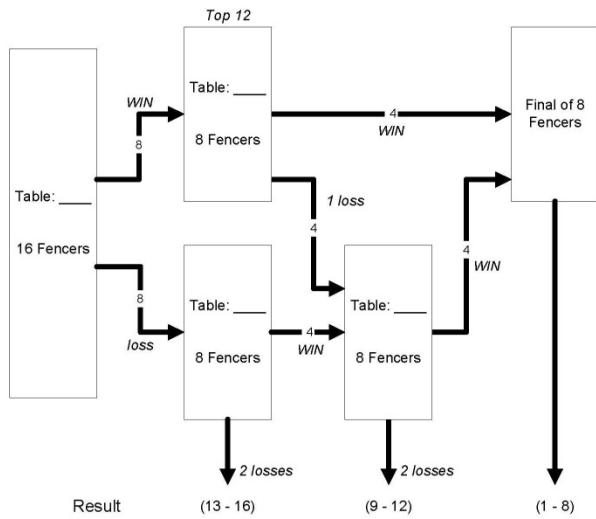 Top 12
Table: ____
16 Fencers
WIN
8
8
loss
Table: ____
8 Fencers
4
WIN
1 loss
4
Final of 8
Fencers
Table: ____
8 Fencers
4
WIN
Table: ____
8 Fencers
4
WIN
2 losses
2 losses
Result
(13 - 16)
(9 - 12)
(1 - 8)